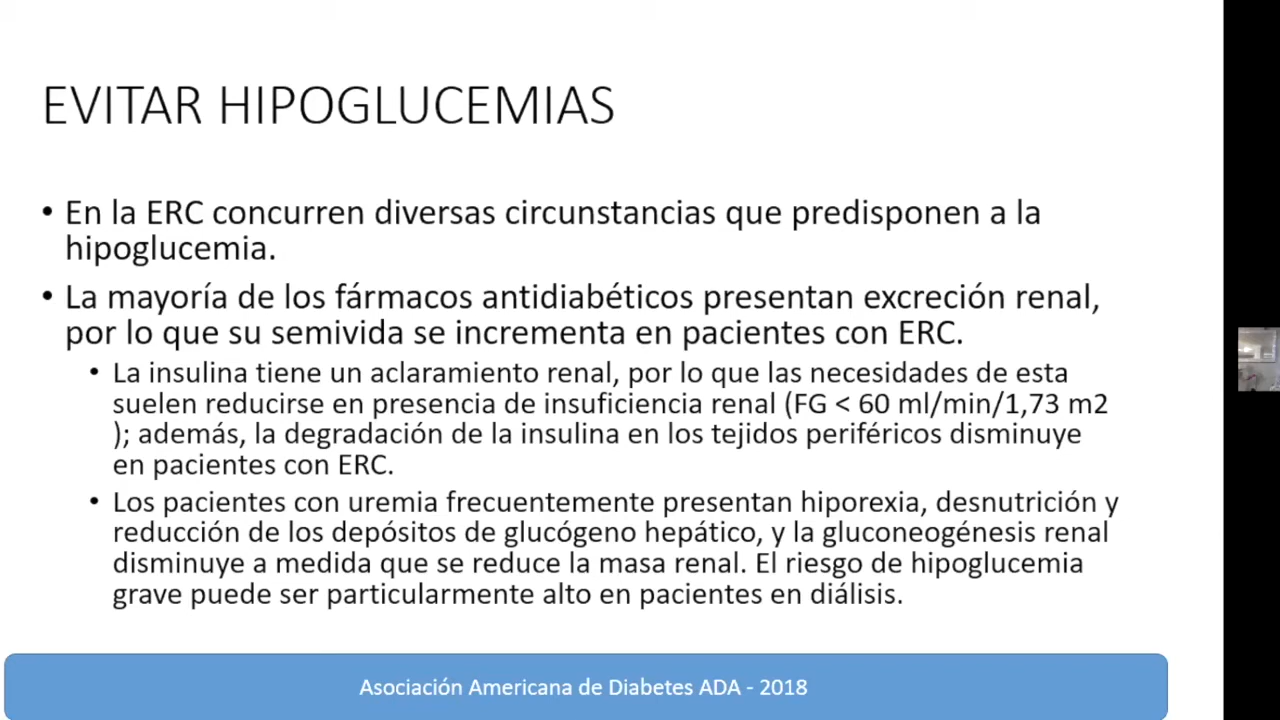 EVITAR HIPOGLUCEMIAS
• En la ERC concurren diversas circunstancias que predisponen a la
hipoglucemia.
• La mayoría de los fármacos antidiabéticos presentan excreción renal,
por lo que su semivida se incrementa en pacientes con ERC.
• La insulina tiene un aclaramiento renal, por lo que las necesidades de esta
suelen reducirse en presencia de insuficiencia renal (FG < 60 ml/min/1,73 m2
); además, la degradación de la insulina en los tejidos periféricos disminuye
en pacientes con ERC.
• Los pacientes con uremia frecuentemente presentan hiporexia, desnutrición y
reducción de los depósitos de glucógeno hepático, y la gluconeogénesis renal
disminuye a medida que se reduce la masa renal. El riesgo de hipoglucemia
grave puede ser particularmente alto en pacientes en diálisis.
Asociación Americana de Diabetes ADA - 2018